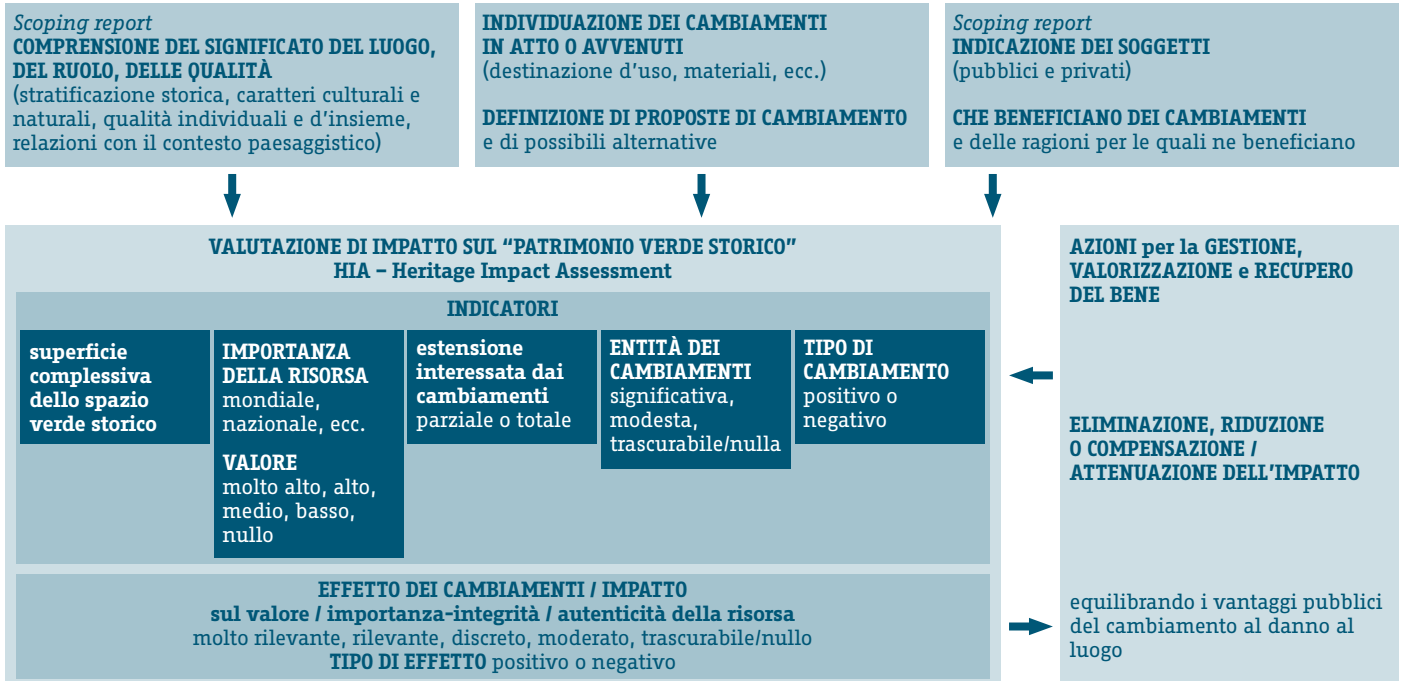 Scoping report
COMPRENSIONE DEL SIGNIFICATO DEL LUOGO,
DEL RUOLO, DELLE QUALITÀ
(stratificazione storica, caratteri culturali e
naturali, qualità individuali e d'insieme,
relazioni con il contesto paesaggistico)
INDIVIDUAZIONE DEI CAMBIAMENTI
IN ATTO O AVVENUTI
(destinazione d'uso, materiali, ecc.)
DEFINIZIONE DI PROPOSTE DI CAMBIAMENTO
e di possibili alternative
Scoping report
INDICAZIONE DEI SOGGETTI
(pubblici e privati)
CHE BENEFICIANO DEI CAMBIAMENTI
e delle ragioni per le quali ne beneficiano
VALUTAZIONE DI IMPATTO SUL “PATRIMONIO VERDE STORICO”
HIA – Heritage Impact Assessment
INDICATORI
superficie
complessiva
dello spazio
verde storico
IMPORTANZA
DELLA RISORSA
mondiale,
nazionale, ecc.
VALORE
molto alto, alto,
medio, basso,
nullo
estensione
interessata dai
cambiamenti
parziale o totale
ENTITÀ DEI
CAMBIAMENTI
significativa,
modesta,
trascurabile/nulla
TIPO DI
CAMBIAMENTO
positivo o
negativo
EFFETTO DEI CAMBIAMENTI / IMPATTO
sul valore / importanza-integrità / autenticità della risorsa
molto rilevante, rilevante, discreto, moderato, trascurabile/nullo
TIPO DI EFFETTO positivo o negativo
AZIONI per la GESTIONE,
VALORIZZAZIONE e RECUPERO
DEL BENE
ELIMINAZIONE, RIDUZIONE
O COMPENSAZIONE /
ATTENUAZIONE DELL'IMPATTO
equilibrando i vantaggi pubblici
del cambiamento al danno al
luogo